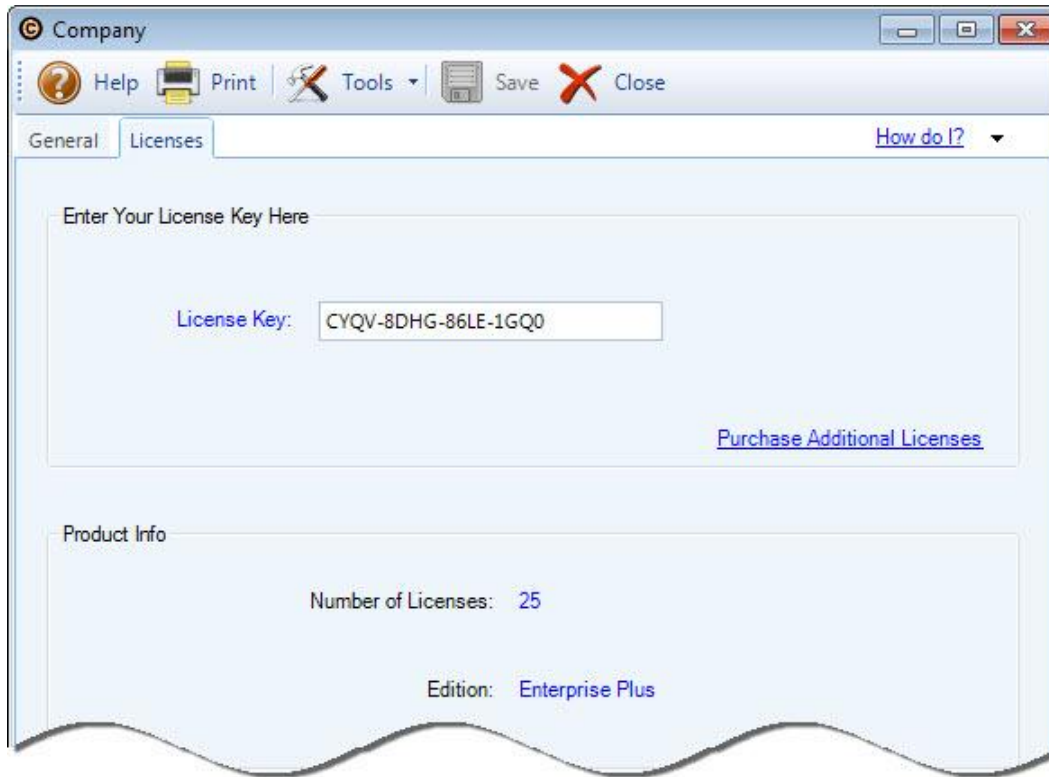 Company
Help Print Tools Save Close
General Licenses How do I?
Enter Your License Key Here
License Key: CYQV-8DHG-86LE-1GQ0
Purchase Additional Licenses
Product Info
Number of Licenses: 25
Edition: Enterprise Plus